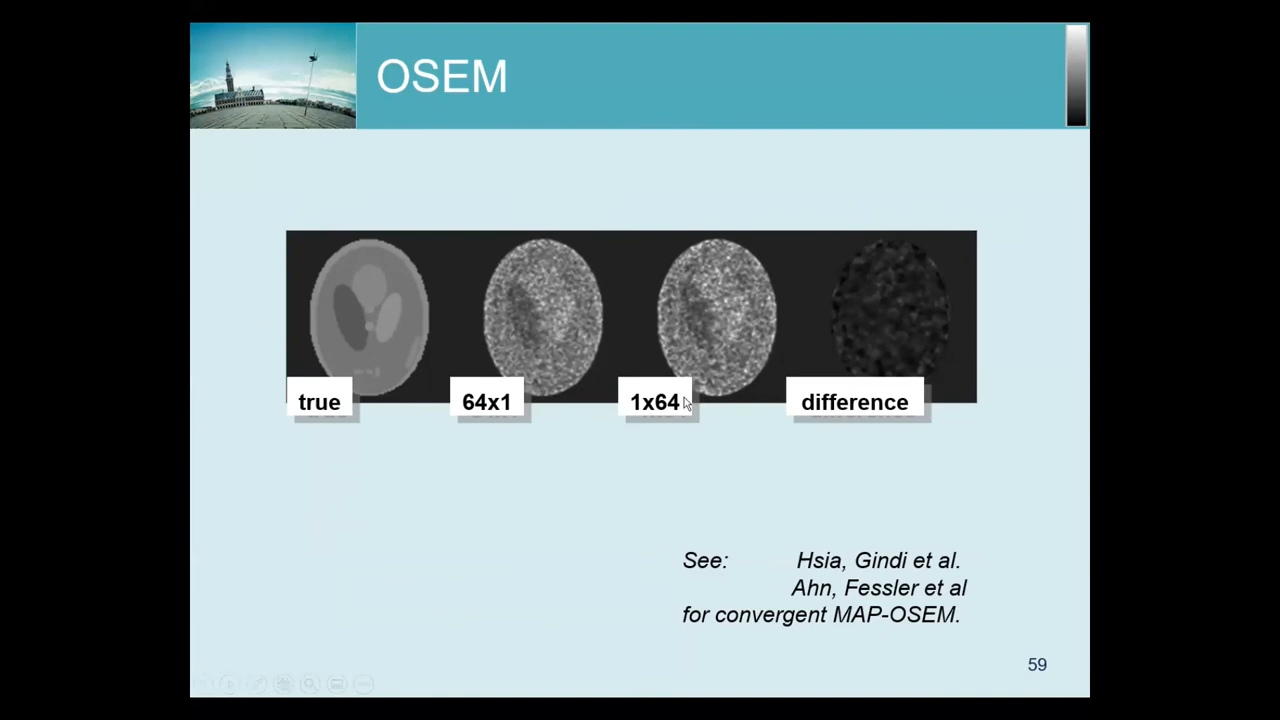 OSEM
true
64x1
1x64
difference
See: Hsia, Gindi et al.
Ahn, Fessler et al
for convergent MAP-OSEM.
59